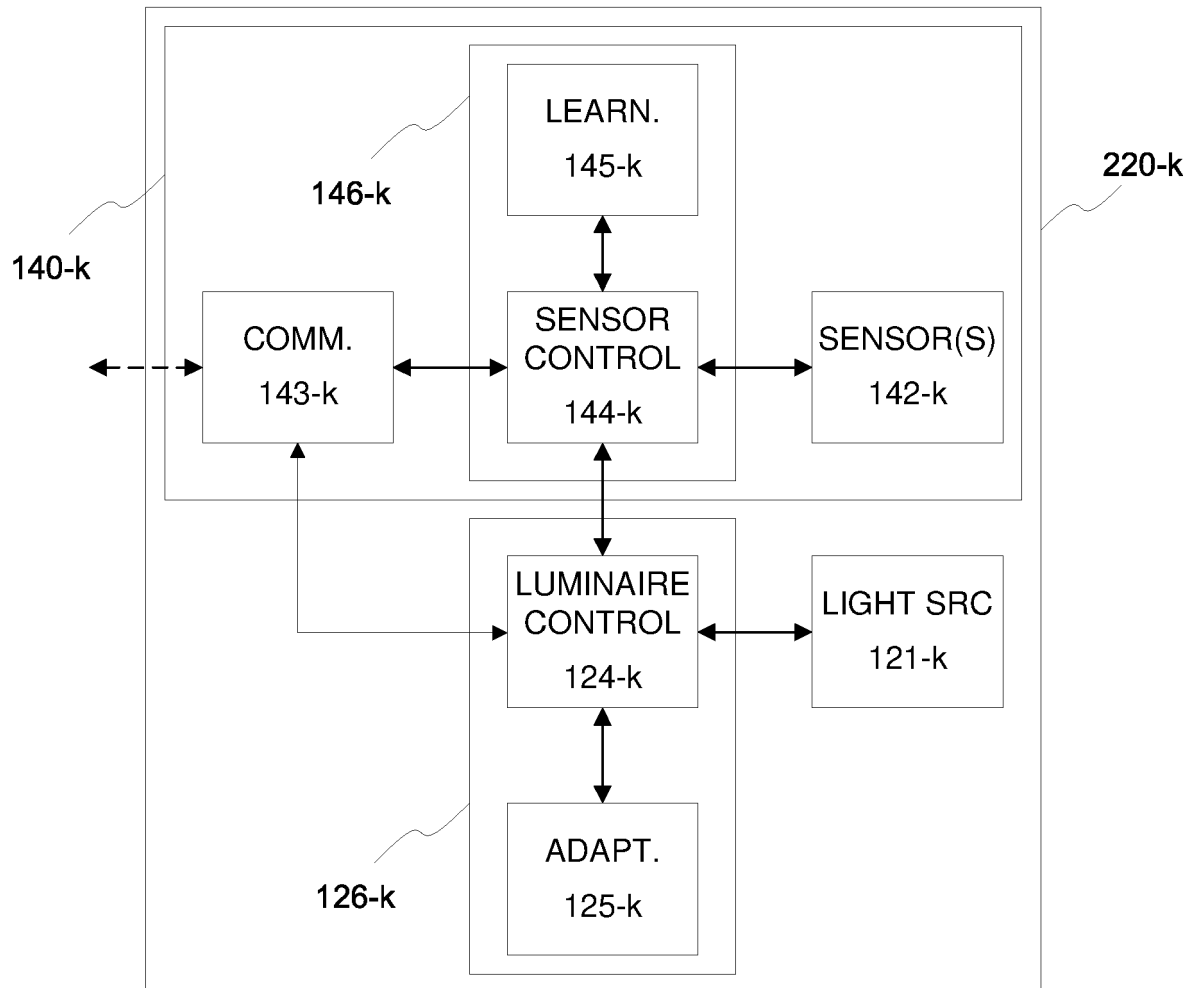 LEARN.
145-k
220-k
146-k
140-k
COMM.
143-k
SENSOR
CONTROL
144-k
SENSOR(S)
142-k
LUMINAIRE
CONTROL
124-k
LIGHT SRC
121-k
ADAPT.
125-k
126-k